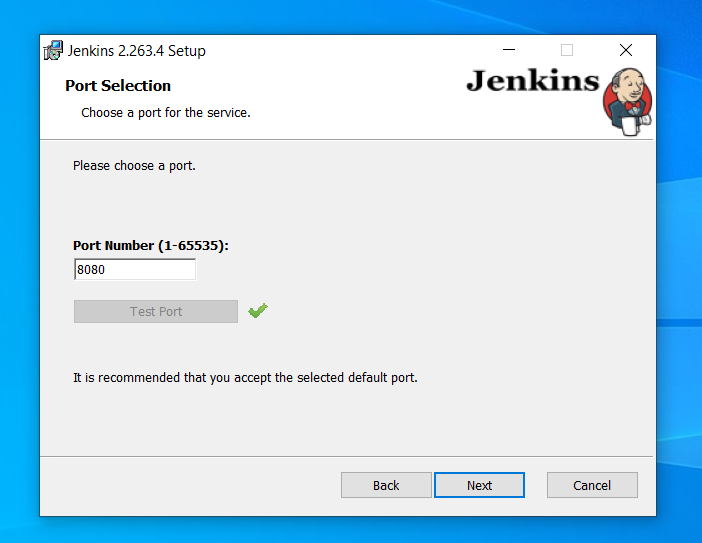 Jenkins 2.263.4 Setup
Port Selection
Jenkins
Choose a port for the service.
Please choose a port.
Port Number (1-65535):
8080
Test Port
It is recommended that you accept the selected default port.
Back Next Cancel